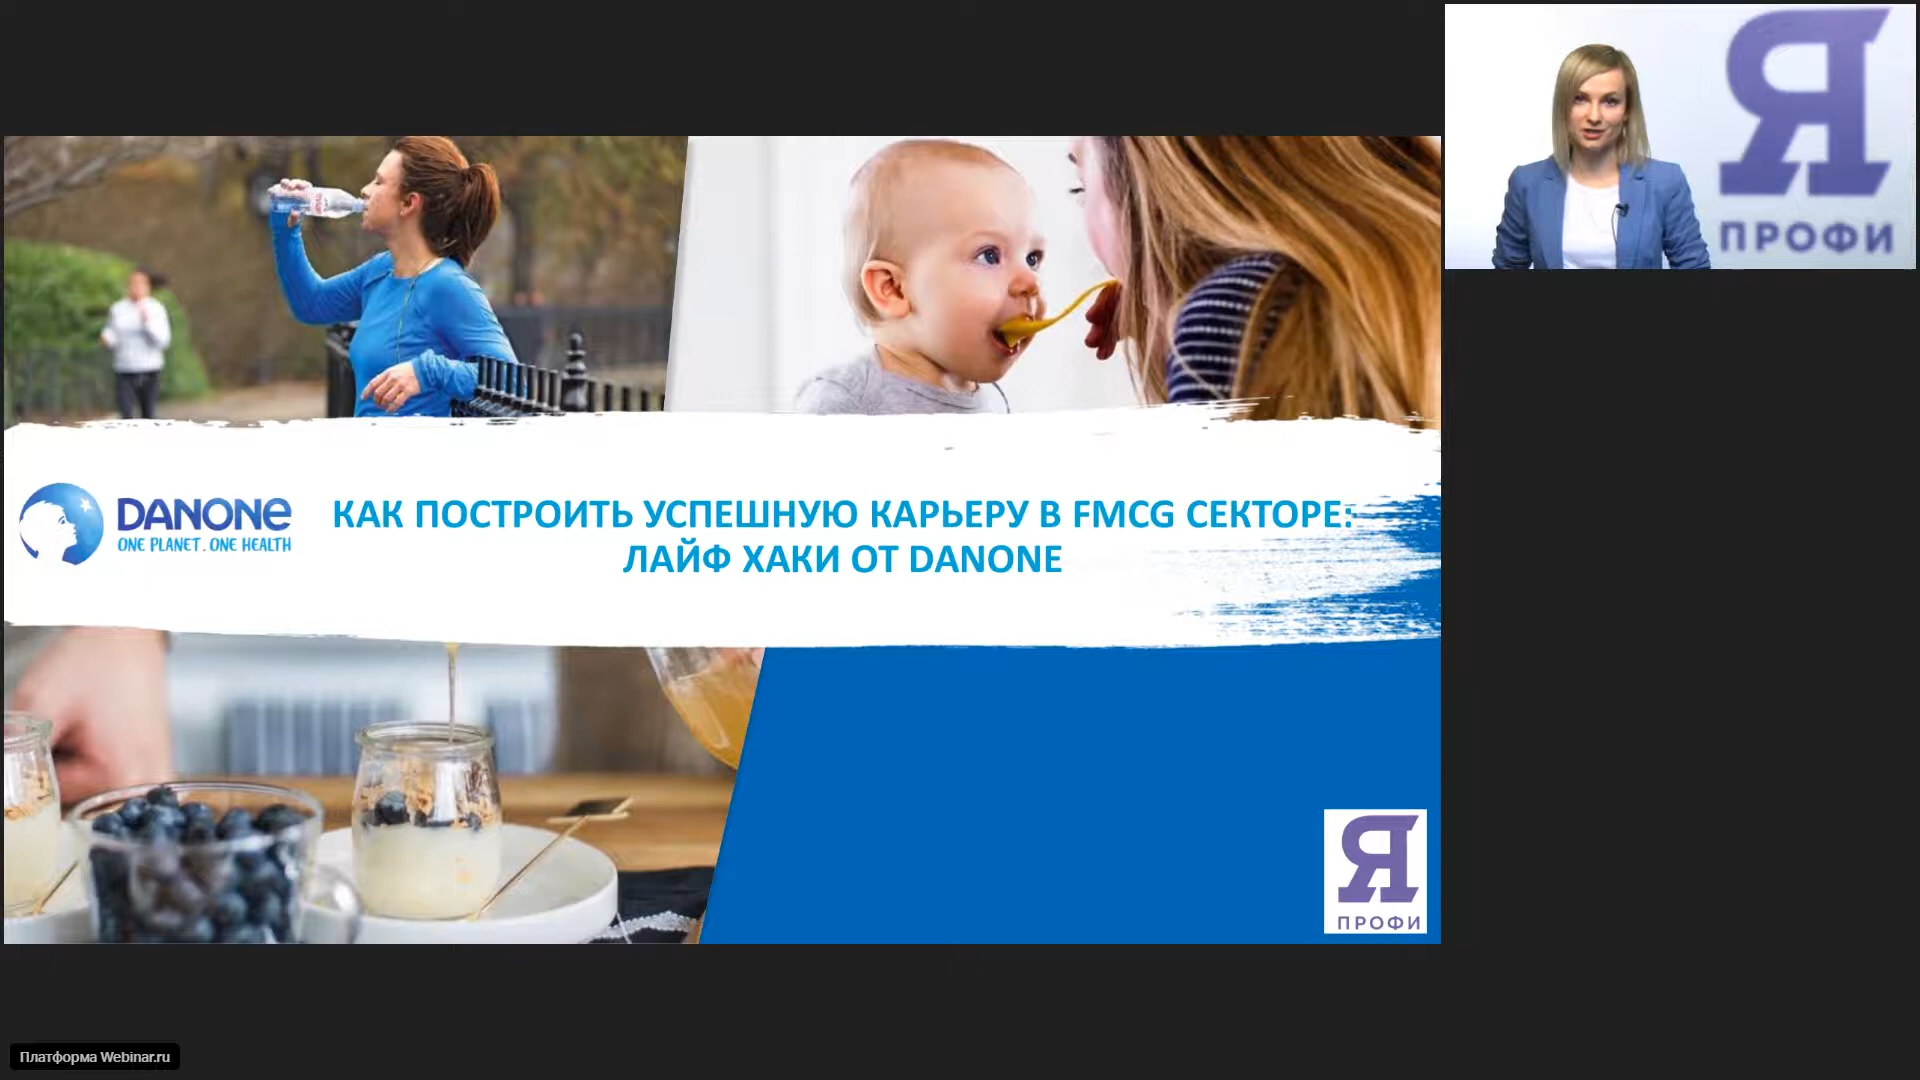 Я
ПРОФИ
DANONE
ONE PLANET. ONE HEALTH
КАК ПОСТРОИТЬ УСПЕШНУЮ КАРЬЕРУ В FMCG СЕКТОРЕ:
ЛАЙФ ХАКИ ОТ DANONE
Я
ПРОФИ
Платформа Webinar.ru